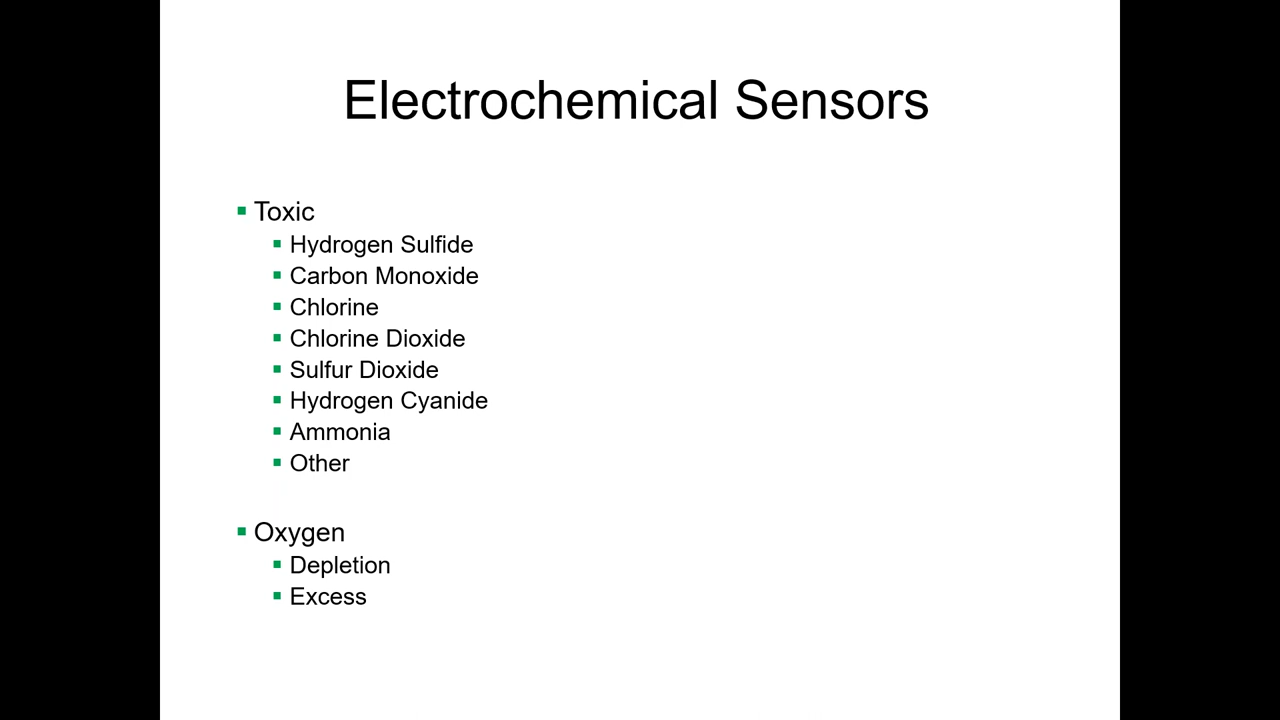 Electrochemical Sensors
Toxic
Hydrogen Sulfide
Carbon Monoxide
Chlorine
Chlorine Dioxide
Sulfur Dioxide
Hydrogen Cyanide
Ammonia
Other
Oxygen
Depletion
Excess